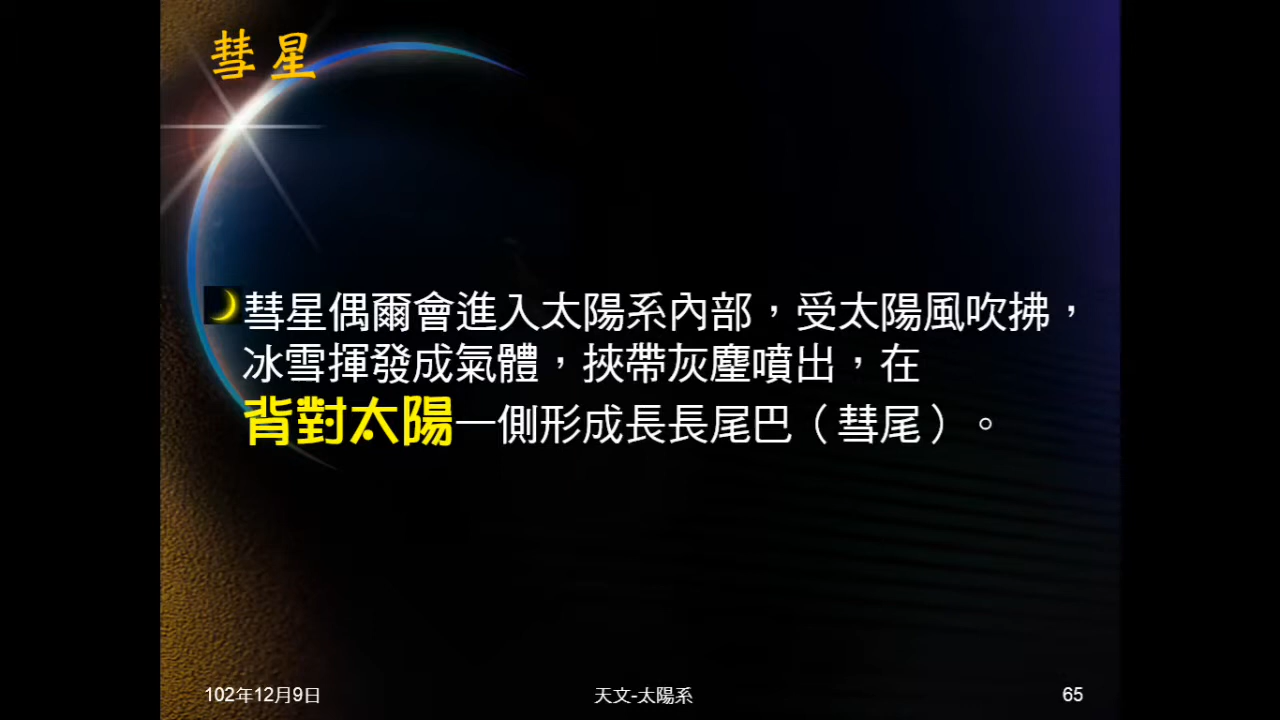 彗星
彗星偶爾會進入太陽系內部，受太陽風吹拂，
冰雪揮發成氣體，挾帶灰塵噴出，在
背對太陽一側形成長長尾巴（彗尾）。
102年12月9日
天文-太陽系
65